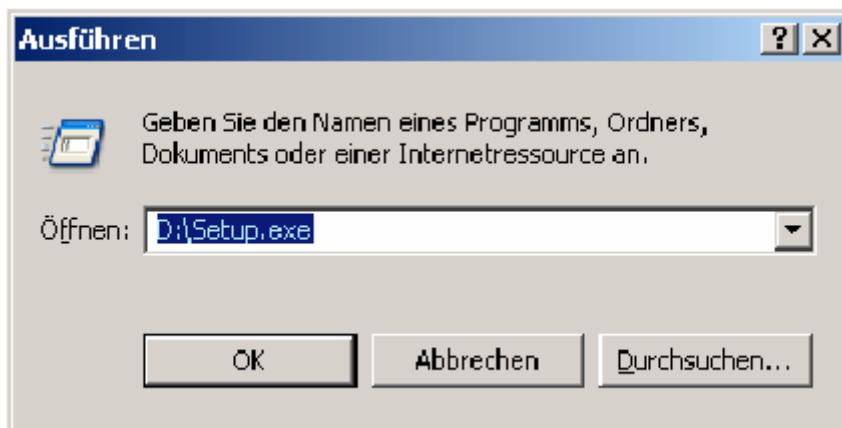 Ausführen
Geben Sie den Namen eines Programms, Ordners,
Dokuments oder einer Internetressource an.
Öffnen: D:\Setup.exe
OK Abbrechen Durchsuchen...